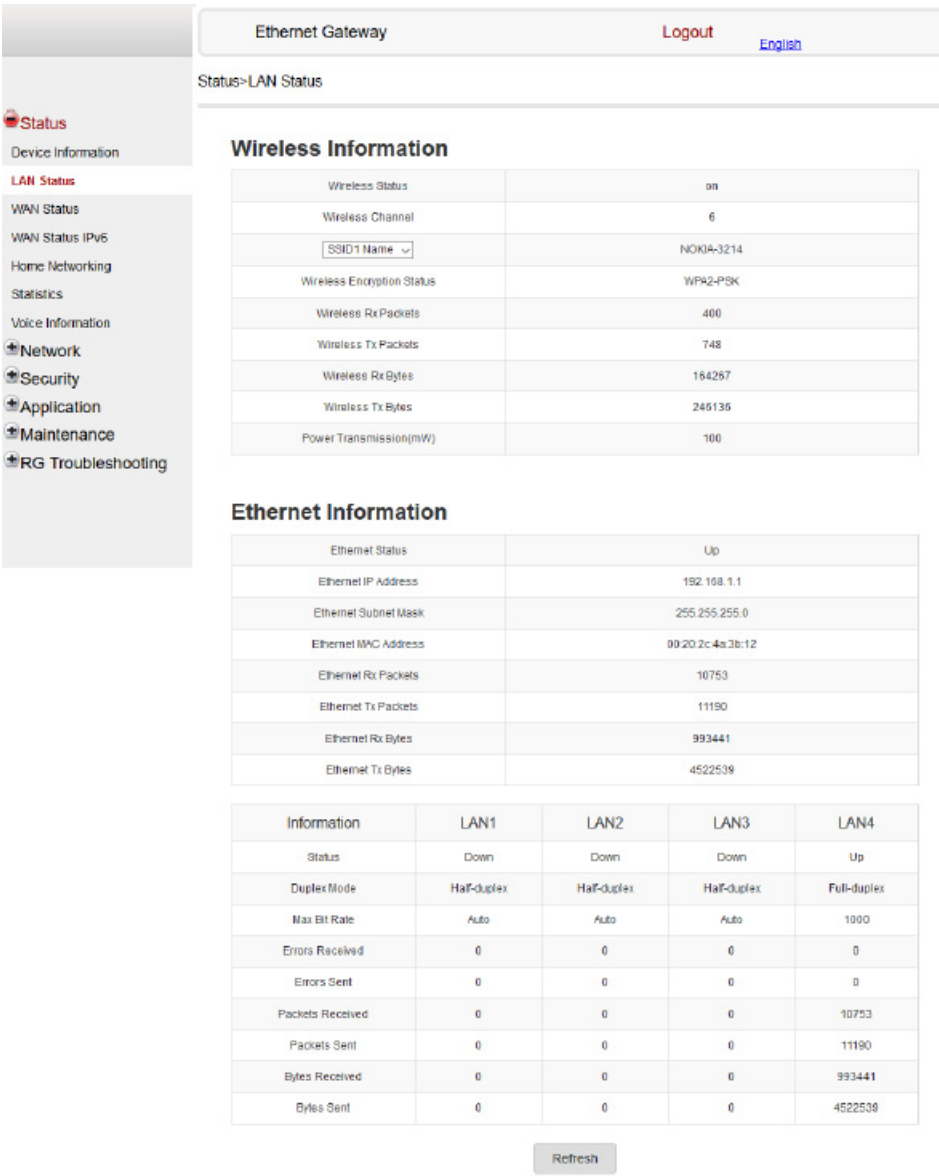 Ethernet Gateway Logout English
Status>LAN Status
Status
Device Information
LAN Status
WAN Status
WAN Status IPv6
Home Networking
Statistics
Voice Information
Network
Security
Application
Maintenance
RG Troubleshooting
Wireless Information
Wireless Status on
Wireless Channel 6
SSID1 Name NOKIA-3214
Wireless Encryption Status WPA2-PSK
Wireless Rx Packets 400
Wireless Tx Packets 748
Wireless Rx Bytes 164267
Wireless Tx Bytes 246136
Power Transmission(mW) 100
Ethernet Information
Ethernet Status Up
Ethernet IP Address 192.168.1.1
Ethernet Subnet Mask 255.255.255.0
Ethernet MAC Address 00:20:2c:4a:3b:12
Ethernet Rx Packets 10753
Ethernet Tx Packets 11190
Ethernet Rx Bytes 993441
Ethernet Tx Bytes 4522539
Information LAN1 LAN2 LAN3 LAN4
Status Down Down Down Up
Duplex Mode Half-duplex Half-duplex Half-duplex Full-duplex
Max Bit Rate Auto Auto Auto 1000
Errors Received 0 0 0 0
Errors Sent 0 0 0 0
Packets Received 0 0 0 10753
Packets Sent 0 0 0 11190
Bytes Received 0 0 0 993441
Bytes Sent 0 0 0 4522539
Refresh